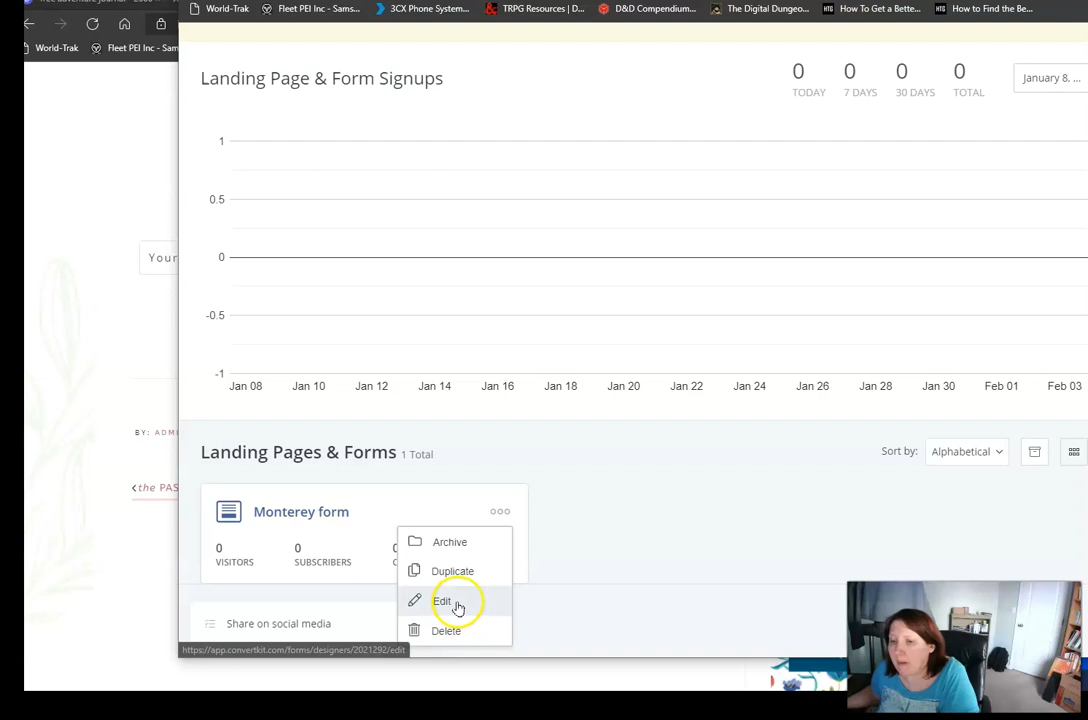 World-Trak
Fleet PEI Inc - Sams...
3CX Phone System...
TRPG Resources | D...
D&D Compendium...
The Digital Dungeo...
How To Get a Bette...
How to Find the Be...
World-Trak
Fleet PEI Inc - Sam
Landing Page & Form Signups
0 0 0 0
TODAY 7 DAYS 30 DAYS TOTAL
January 8, ...
1
0.5
0
-0.5
-1
Jan 08 Jan 10 Jan 12 Jan 14 Jan 16 Jan 18 Jan 20 Jan 22 Jan 24 Jan 26 Jan 28 Jan 30 Feb 01 Feb 03
Your
BY: ADM
the PAS
Landing Pages & Forms 1 Total
Sort by: Alphabetical
Monterey form
0 0
VISITORS SUBSCRIBERS
Archive
Duplicate
Edit
Delete
Share on social media
https://app.convertkit.com/forms/designers/2021292/edit